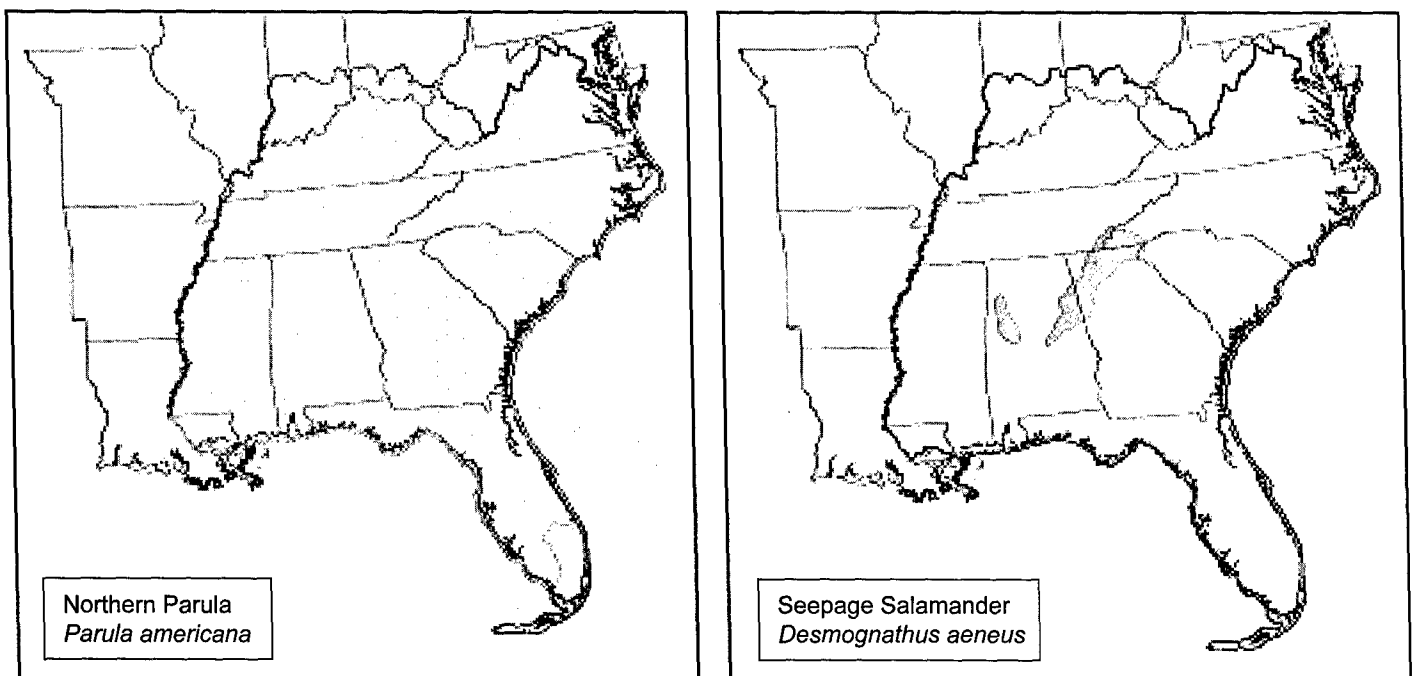 Northern Parula
Parula americana
Seepage Salamander
Desmognathus aeneus